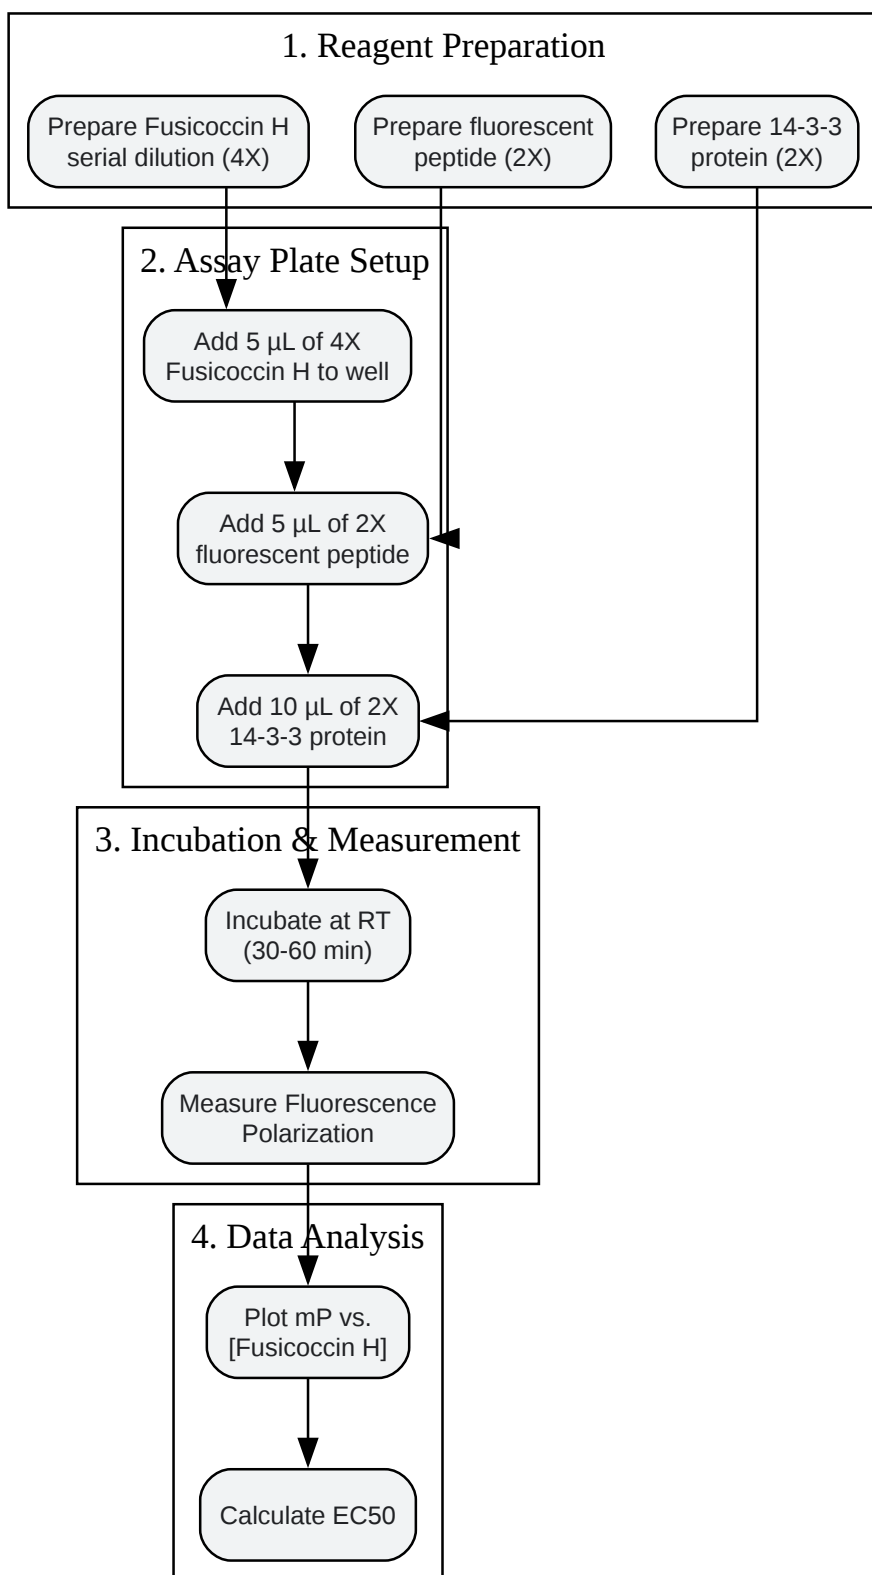 1. Reagent Preparation
Prepare Fusicoccin H
serial dilution (4X)
Prepare fluorescent
peptide (2X)
Prepare 14-3-3
protein (2X)
2. Assay Plate Setup
Add 5 µL of 4X
Fusicoccin H to well
Add 5 µL of 2X
fluorescent peptide
Add 10 µL of 2X
14-3-3 protein
3. Incubation & Measurement
Incubate at RT
(30-60 min)
Measure Fluorescence
Polarization
4. Data Analysis
Plot mP vs.
[Fusicoccin H]
Calculate EC50